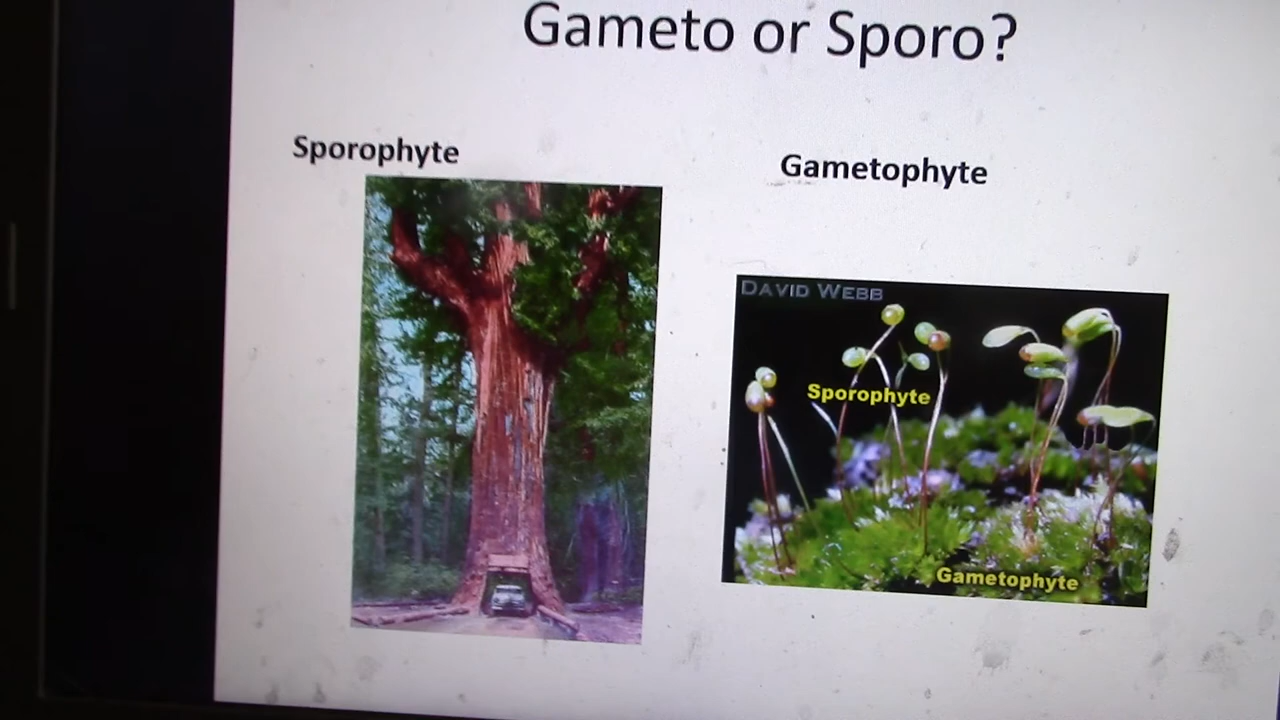 Gameto or Sporo?
Sporophyte
Gametophyte
DAVID WEBB
Sporophyte
Gametophyte